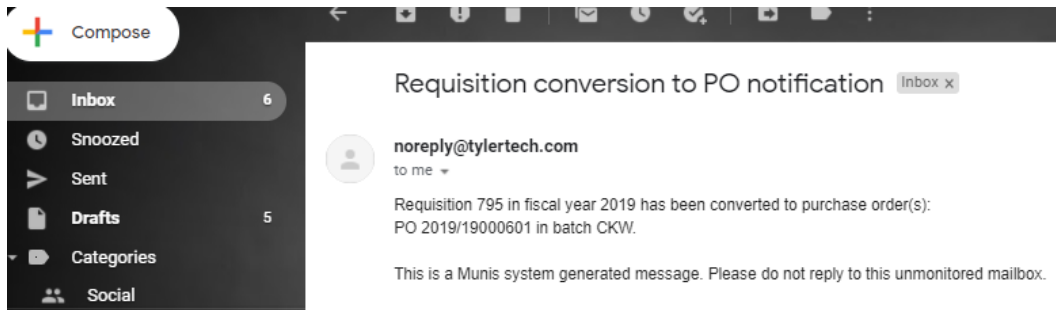 Compose
Inbox 6
Snoozed
Sent
Drafts 5
Categories
Social
Requisition conversion to PO notification Inbox x
noreply@tylertech.com
to me
Requisition 795 in fiscal year 2019 has been converted to purchase order(s):
PO 2019/19000601 in batch CKW.
This is a Munis system generated message. Please do not reply to this unmonitored mailbox.